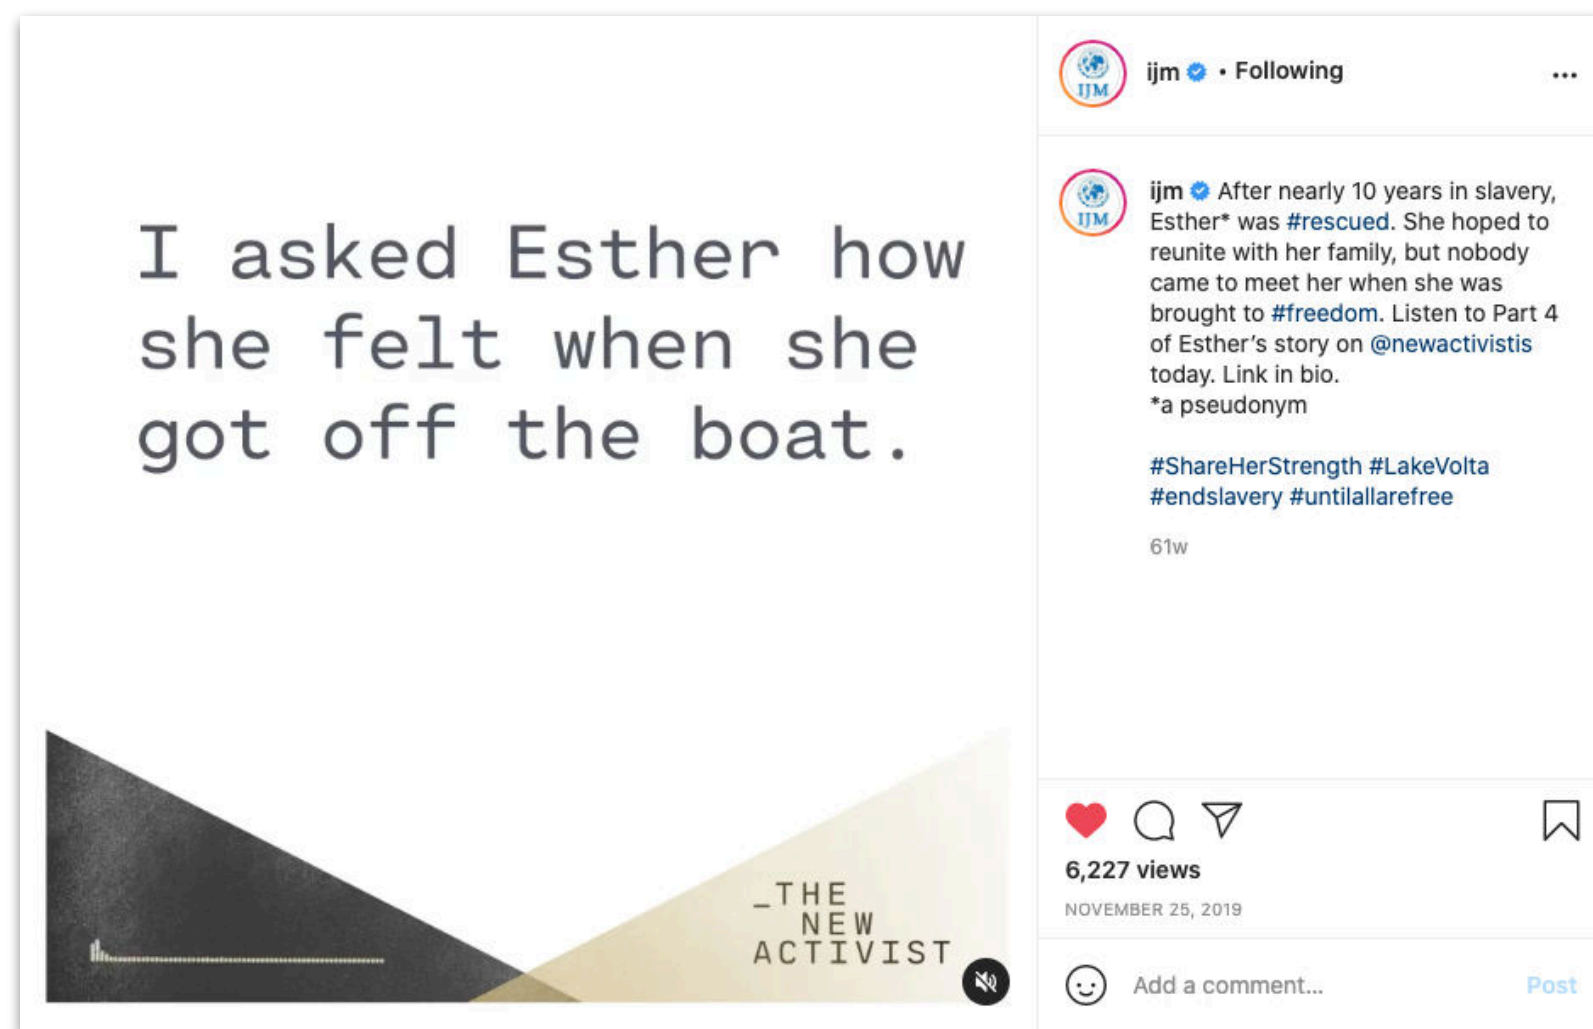 I asked Esther how
she felt when she
got off the boat.
_THE
NEW
ACTIVIST
IJM
ijm • Following
IJM
ijm After nearly 10 years in slavery,
Esther* was #rescued. She hoped to
reunite with her family, but nobody
came to meet her when she was
brought to #freedom. Listen to Part 4
of Esther’s story on @newactivistis
today. Link in bio.
*a pseudonym
#ShareHerStrength #LakeVolta
#endslavery #untilallarefree
61w
6,227 views
NOVEMBER 25, 2019
Add a comment...
Post